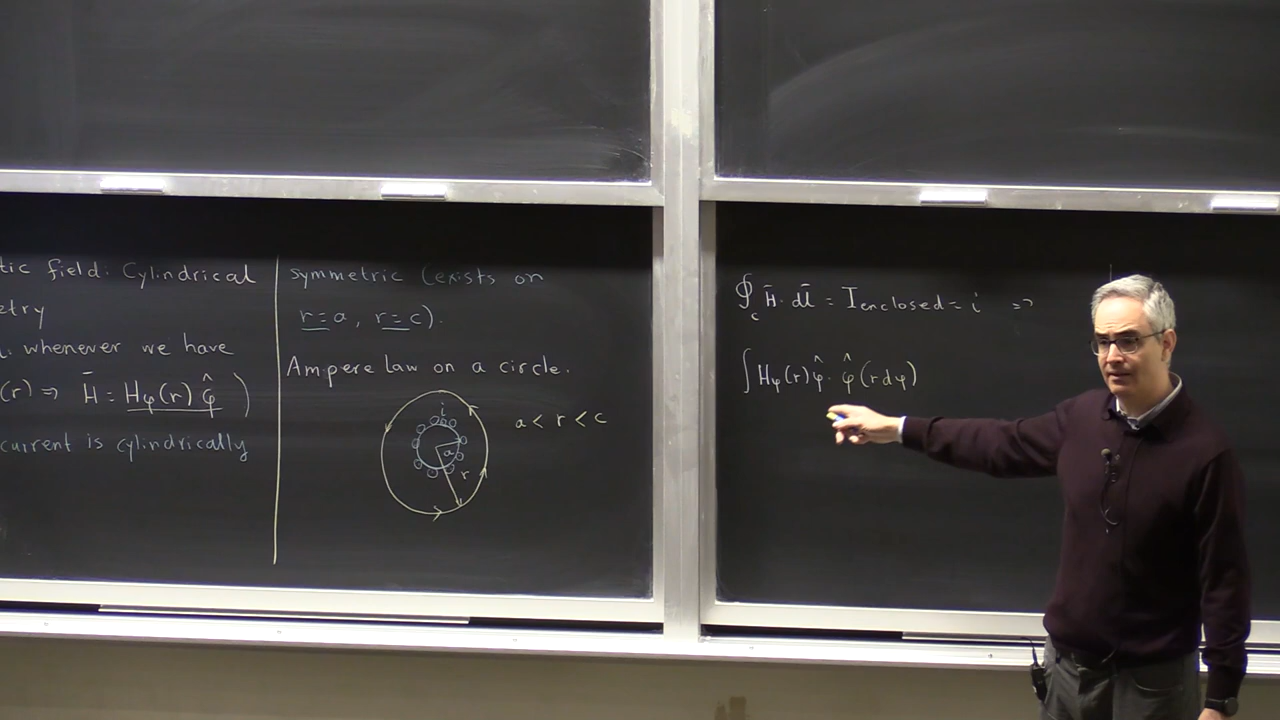 tic field: Cylindrical
etry
: whenever we have
(r) ⇒ H̄ = Hφ(r) φ̂ )
current is cylindrically
symmetric (exists on
r=a, r=c).
Ampere law on a circle.
i
a
r
a < r < c
∮c H̄ · dl̄ = Ienclosed = i ⇒
∫ Hφ(r) φ̂ · φ̂ (r dφ)